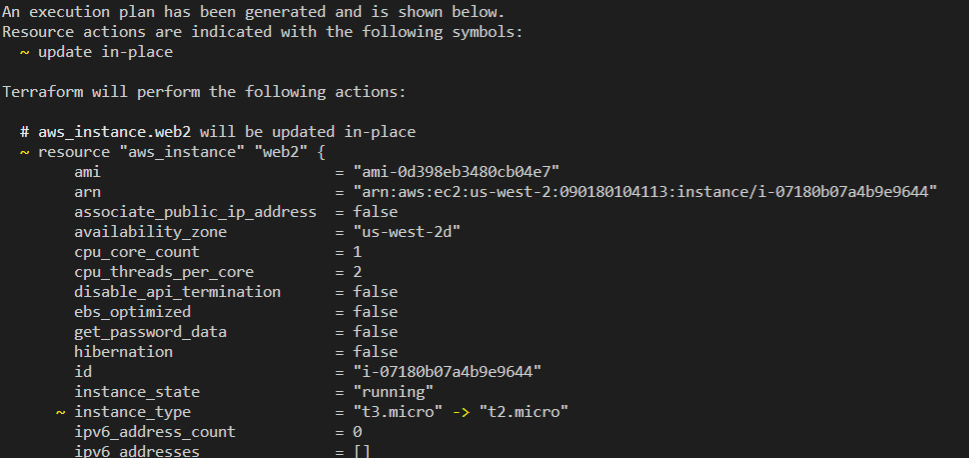 An execution plan has been generated and is shown below.
Resource actions are indicated with the following symbols:
~ update in-place
Terraform will perform the following actions:
# aws_instance.web2 will be updated in-place
~ resource "aws_instance" "web2" {
ami = "ami-0d398eb3480cb04e7"
arn = "arn:aws:ec2:us-west-2:090180104113:instance/i-07180b07a4b9e9644"
associate_public_ip_address = false
availability_zone = "us-west-2d"
cpu_core_count = 1
cpu_threads_per_core = 2
disable_api_termination = false
ebs_optimized = false
get_password_data = false
hibernation = false
id = "i-07180b07a4b9e9644"
instance_state = "running"
~ instance_type = "t3.micro" -> "t2.micro"
ipv6_address_count = 0
ipv6_addresses = []